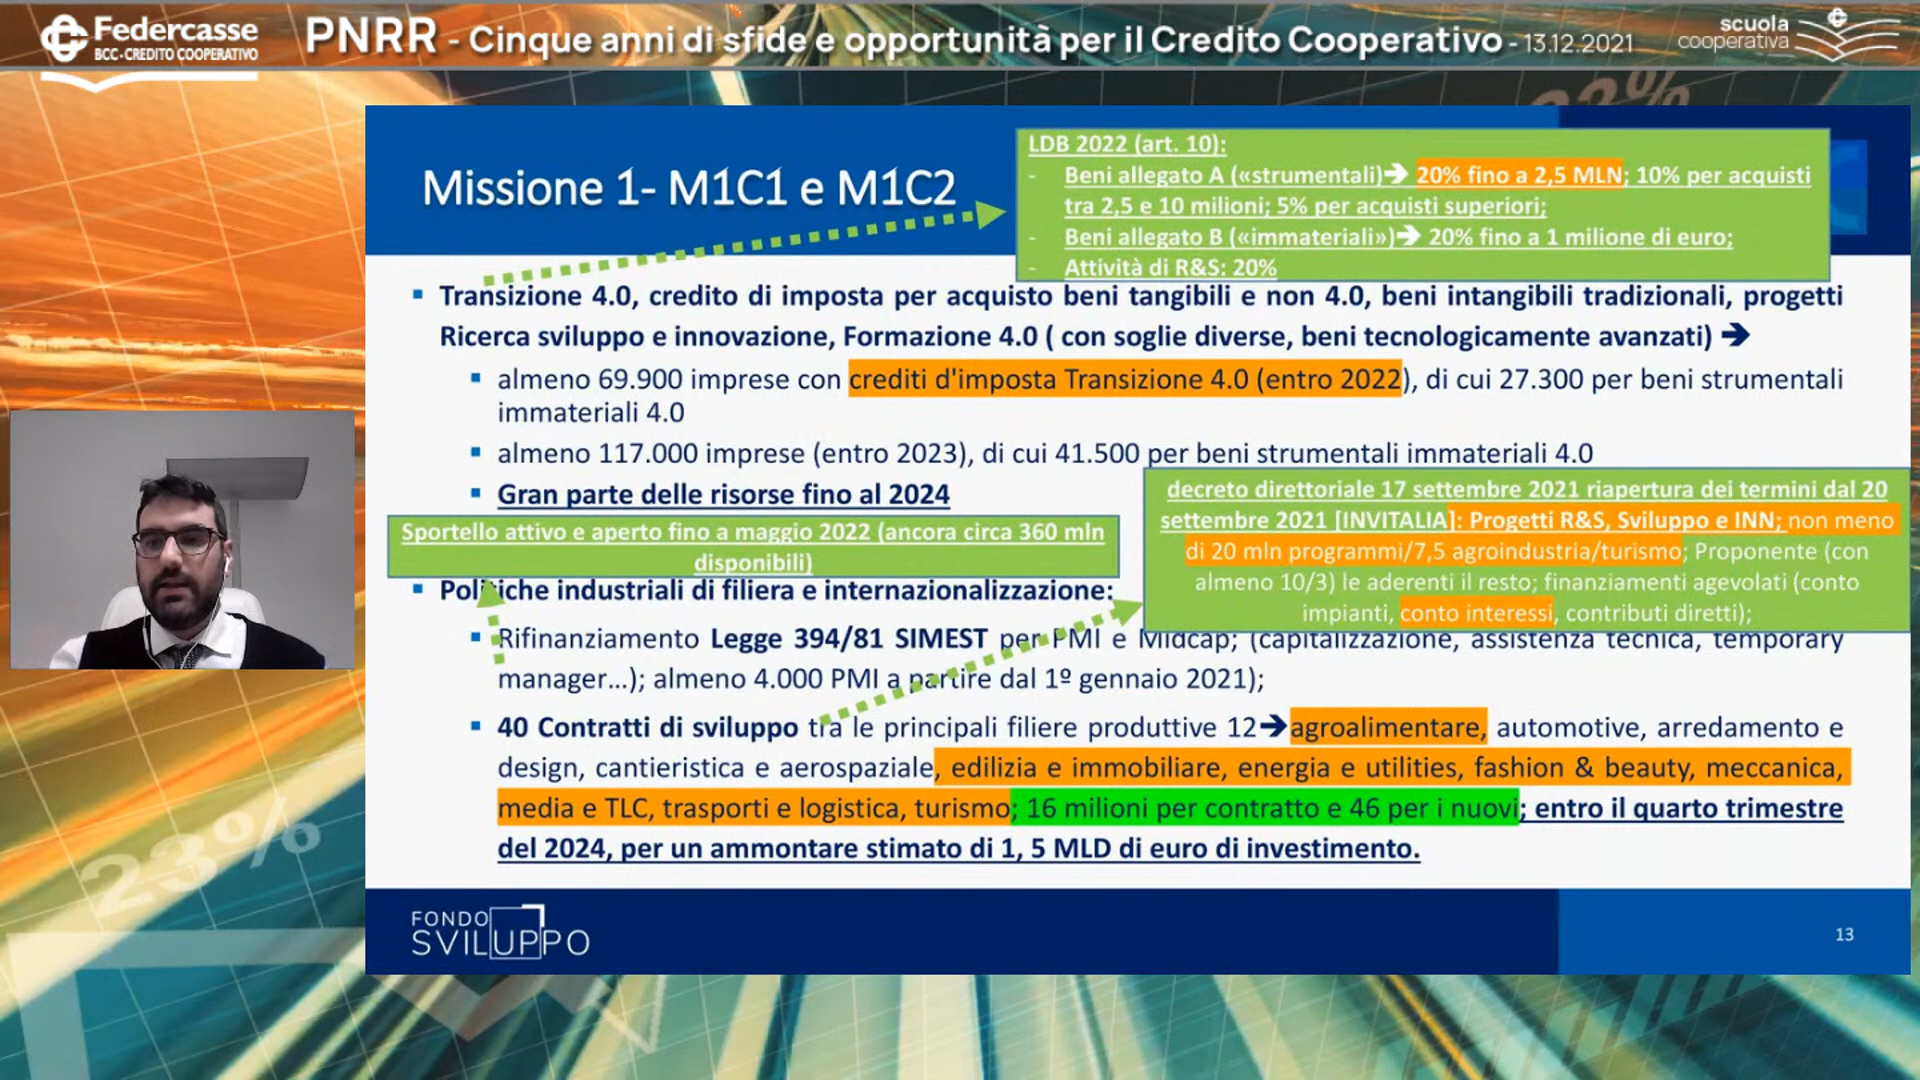 Federcasse
BCC - CREDITO COOPERATIVO
PNRR - Cinque anni di sfide e opportunità per il Credito Cooperativo - 13.12.2021
scuola
cooperativa
23%
Missione 1- M1C1 e M1C2
LDB 2022 (art. 10):
- Beni allegato A («strumentali)➔ 20% fino a 2,5 MLN; 10% per acquisti
tra 2,5 e 10 milioni; 5% per acquisti superiori;
- Beni allegato B («immateriali»)➔ 20% fino a 1 milione di euro;
- Attività di R&S: 20%
▪ Transizione 4.0, credito di imposta per acquisto beni tangibili e non 4.0, beni intangibili tradizionali, progetti
Ricerca sviluppo e innovazione, Formazione 4.0 ( con soglie diverse, beni tecnologicamente avanzati) ➔
▪ almeno 69.900 imprese con crediti d'imposta Transizione 4.0 (entro 2022), di cui 27.300 per beni strumentali
immateriali 4.0
▪ almeno 117.000 imprese (entro 2023), di cui 41.500 per beni strumentali immateriali 4.0
▪ Gran parte delle risorse fino al 2024
decreto direttoriale 17 settembre 2021 riapertura dei termini dal 20
settembre 2021 [INVITALIA]: Progetti R&S, Sviluppo e INN; non meno
di 20 mln programmi/7,5 agroindustria/turismo; Proponente (con
almeno 10/3) le aderenti il resto; finanziamenti agevolati (conto
impianti, conto interessi, contributi diretti);
Sportello attivo e aperto fino a maggio 2022 (ancora circa 360 mln
disponibili)
▪ Politiche industriali di filiera e internazionalizzazione:
▪ Rifinanziamento Legge 394/81 SIMEST per PMI e Midcap; (capitalizzazione, assistenza tecnica, temporary
manager…); almeno 4.000 PMI a partire dal 1º gennaio 2021);
▪ 40 Contratti di sviluppo tra le principali filiere produttive 12➔agroalimentare, automotive, arredamento e
design, cantieristica e aerospaziale, edilizia e immobiliare, energia e utilities, fashion & beauty, meccanica,
media e TLC, trasporti e logistica, turismo; 16 milioni per contratto e 46 per i nuovi; entro il quarto trimestre
del 2024, per un ammontare stimato di 1, 5 MLD di euro di investimento.
23%
FONDO
SVILUPPO
13